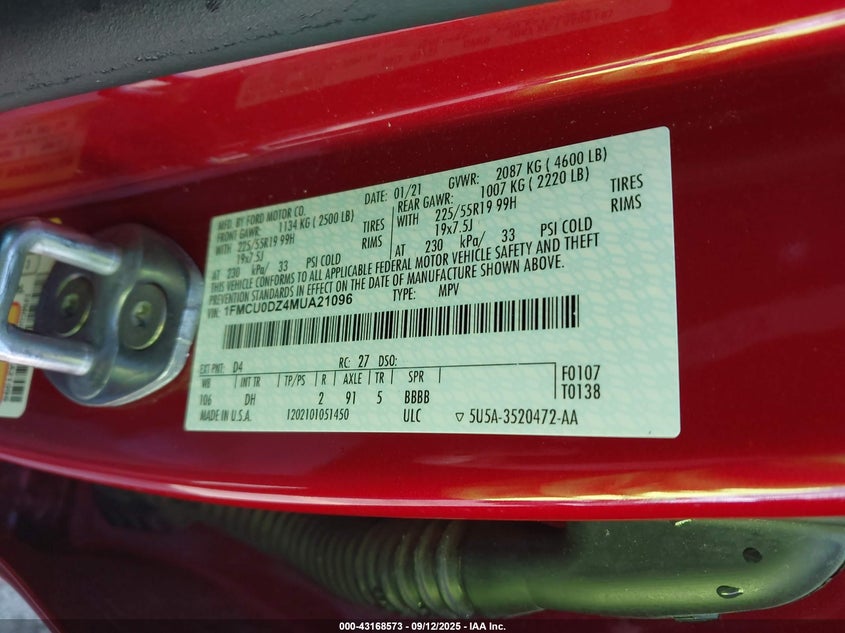 MFD. BY FORD MOTOR CO.
DATE: 01/21
GVWR: 2087 KG ( 4600 LB)
FRONT GAWR: 1134 KG ( 2500 LB)
REAR GAWR: 1007 KG ( 2220 LB)
WITH 225/55R19 99H TIRES
WITH 225/55R19 99H TIRES
19x7.5J RIMS
19x7.5J RIMS
AT 230 kPa/ 33 PSI COLD
AT 230 kPa/ 33 PSI COLD
THIS VEHICLE CONFORMS TO ALL APPLICABLE FEDERAL MOTOR VEHICLE SAFETY AND THEFT
PREVENTION STANDARDS IN EFFECT ON THE DATE OF MANUFACTURE SHOWN ABOVE.
VIN: 1FMCU0DZ4MUA21096 TYPE: MPV
EXT PNT: D4 RC: 27 DSO:
WB INT TR TP/PS R AXLE TR SPR
106 DH 2 91 5 BBBB
F0107
T0138
MADE IN U.S.A. 1202101051450 ULC ▽ 5U5A-3520472-AA
000-43168573 - 09/12/2025 - IAA Inc.